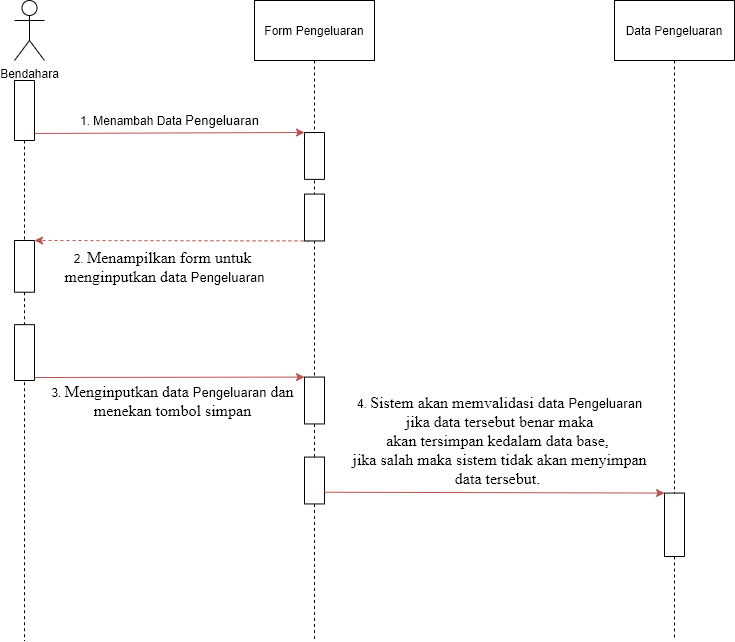 Form Pengeluaran
Data Pengeluaran
Bendahara
1. Menambah Data Pengeluaran
2. Menampilkan form untuk
menginputkan data Pengeluaran
3. Menginputkan data Pengeluaran dan
menekan tombol simpan
4. Sistem akan memvalidasi data Pengeluaran
jika data tersebut benar maka
akan tersimpan kedalam data base,
jika salah maka sistem tidak akan menyimpan
data tersebut.